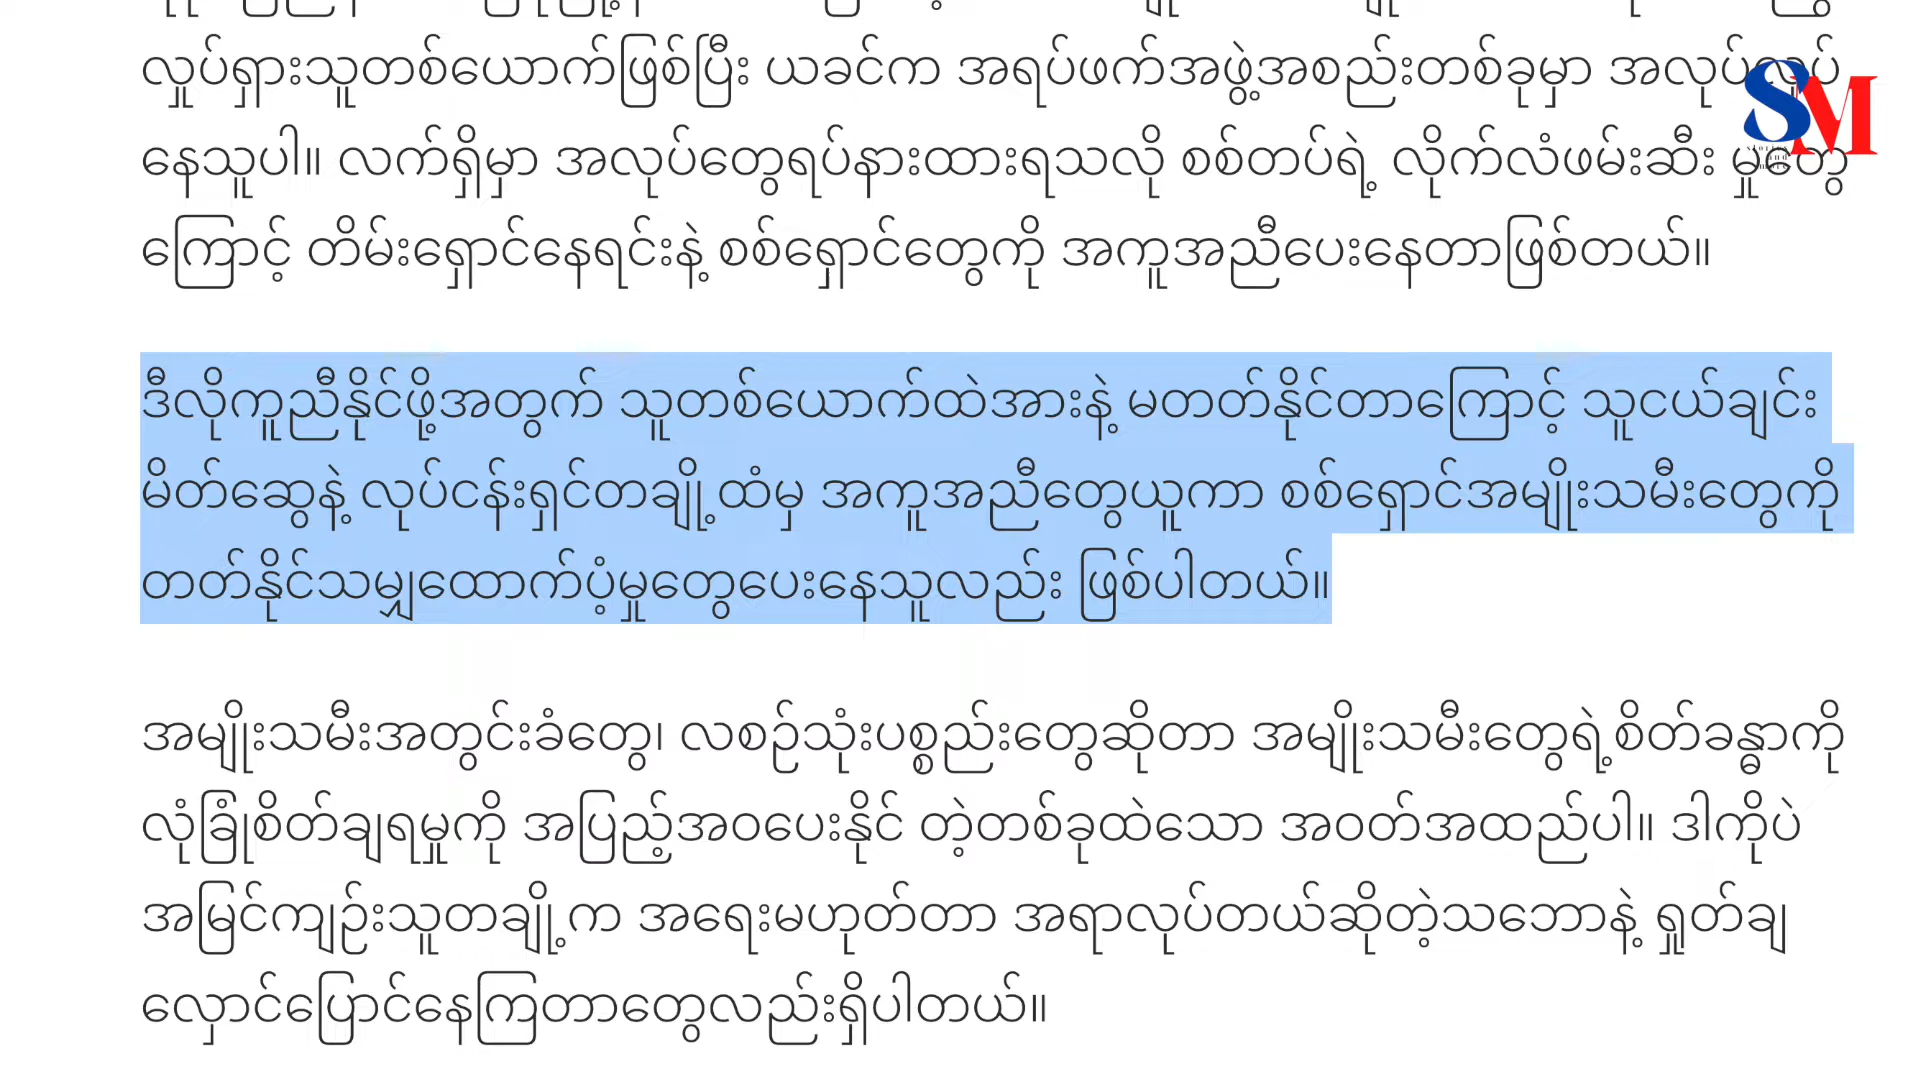 လှုပ်ရှားသူတစ်ယောက်ဖြစ်ပြီး ယခင်က အရပ်ဖက်အဖွဲ့အစည်းတစ်ခုမှာ အလုပ်လုပ်
နေသူပါ။ လက်ရှိမှာ အလုပ်တွေရပ်နားထားရသလို စစ်တပ်ရဲ့ လိုက်လံဖမ်းဆီး မှုတွေ
ကြောင့် တိမ်းရှောင်နေရင်းနဲ့ စစ်ရှောင်တွေကို အကူအညီပေးနေတာဖြစ်တယ်။
ဒီလိုကူညီနိုင်ဖို့အတွက် သူတစ်ယောက်ထဲအားနဲ့ မတတ်နိုင်တာကြောင့် သူငယ်ချင်း
မိတ်ဆွေနဲ့ လုပ်ငန်းရှင်တချို့ထံမှ အကူအညီတွေယူကာ စစ်ရှောင်အမျိုးသမီးတွေကို
တတ်နိုင်သမျှထောက်ပံ့မှုတွေပေးနေသူလည်း ဖြစ်ပါတယ်။
အမျိုးသမီးအတွင်းခံတွေ၊ လစဉ်သုံးပစ္စည်းတွေဆိုတာ အမျိုးသမီးတွေရဲ့စိတ်ခန္ဓာကို
လုံခြုံစိတ်ချရမှုကို အပြည့်အဝပေးနိုင် တဲ့တစ်ခုထဲသော အဝတ်အထည်ပါ။ ဒါကိုပဲ
အမြင်ကျဉ်းသူတချို့က အရေးမဟုတ်တာ အရာလုပ်တယ်ဆိုတဲ့သဘောနဲ့ ရှုတ်ချ
လှောင်ပြောင်နေကြတာတွေလည်းရှိပါတယ်။
SM